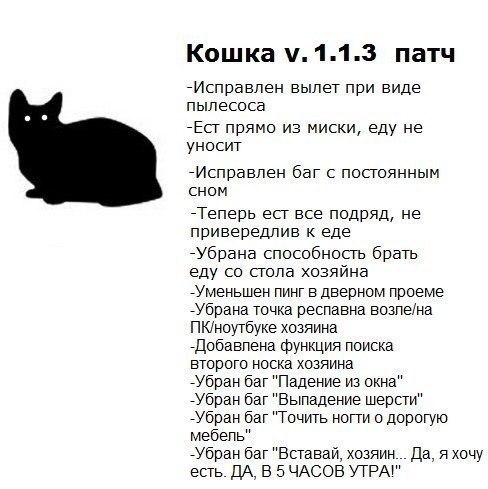 Кошка v. 1.1.3 патч
-Исправлен вылет при виде
пылесоса
-Ест прямо из миски, еду не
уносит
-Исправлен баг с постоянным
сном
-Теперь ест все подряд, не
привередлив к еде
-Убрана способность брать
еду со стола хозяйна
-Уменьшен пинг в дверном проеме
-Убрана точка респавна возле/на
ПК/ноутбуке хозяина
-Добавлена функция поиска
второго носка хозяина
-Убран баг "Падение из окна"
-Убран баг "Выпадение шерсти"
-Убран баг "Точить ногти о дорогую
мебель"
-Убран баг "Вставай, хозяин... Да, я хочу
есть. ДА, В 5 ЧАСОВ УТРА!"